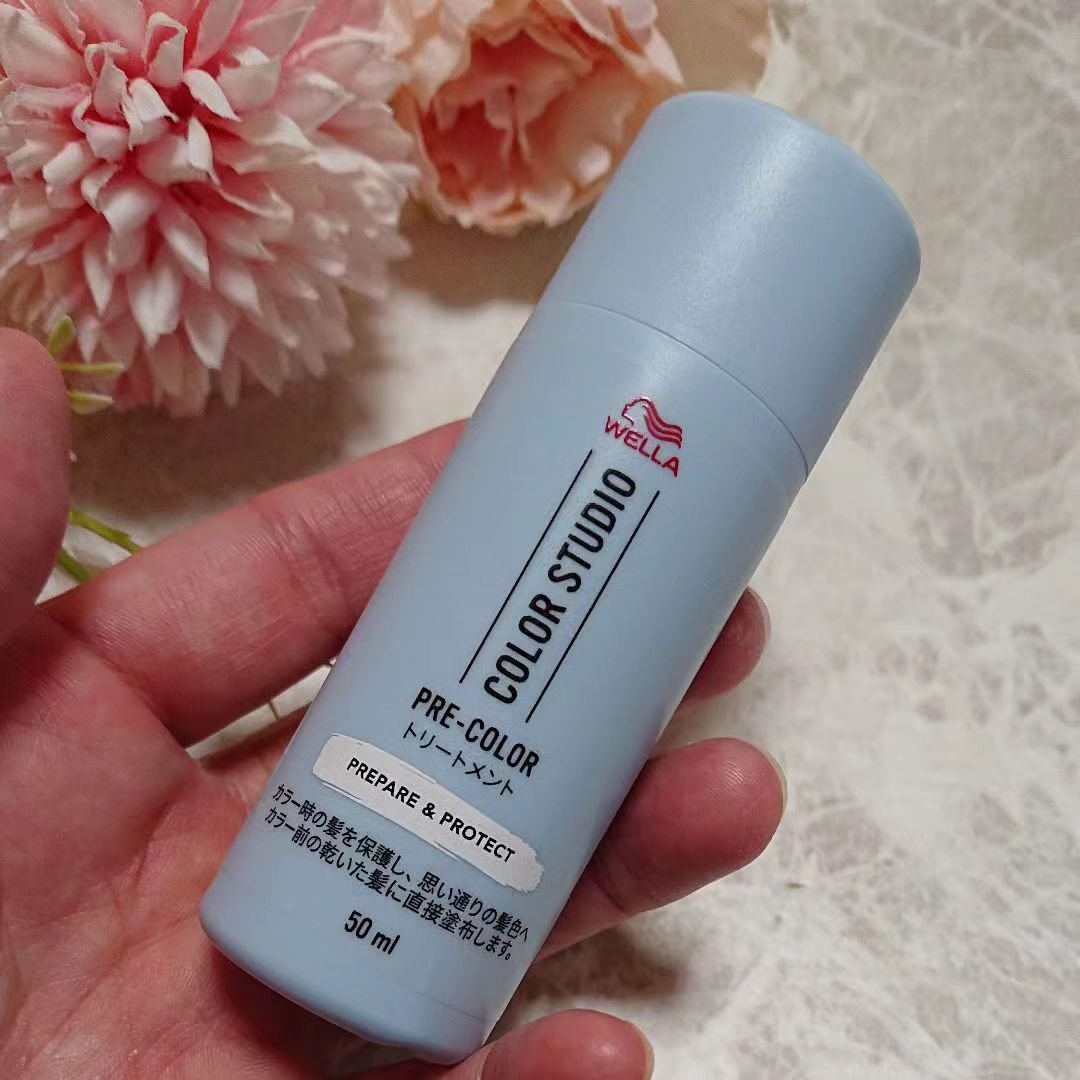 WELLA
COLOR STUDIO
PRE-COLOR
トリートメント
PREPARE & PROTECT
カラー時の髪を保護し、思い通りの髪色へ
カラー前の乾いた髪に直接塗布します。
50 ml